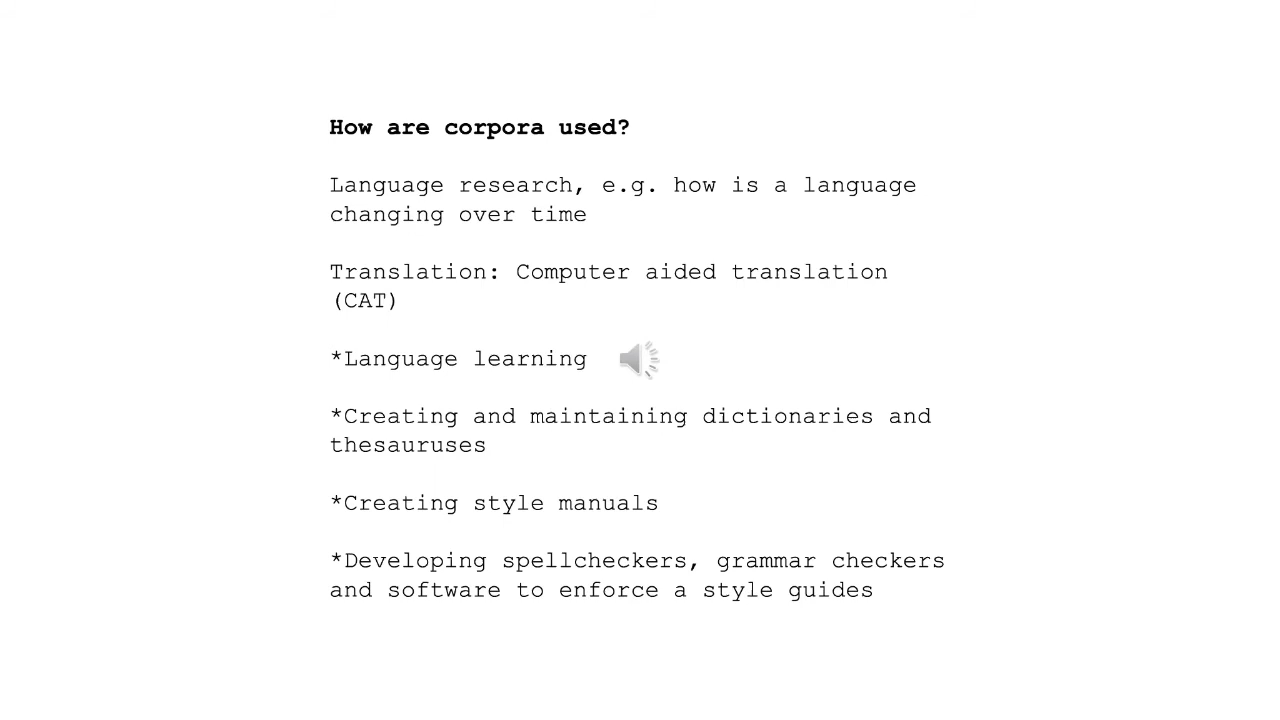 How are corpora used?
Language research, e.g. how is a language
changing over time
Translation: Computer aided translation
(CAT)
*Language learning
*Creating and maintaining dictionaries and
thesauruses
*Creating style manuals
*Developing spellcheckers, grammar checkers
and software to enforce a style guides